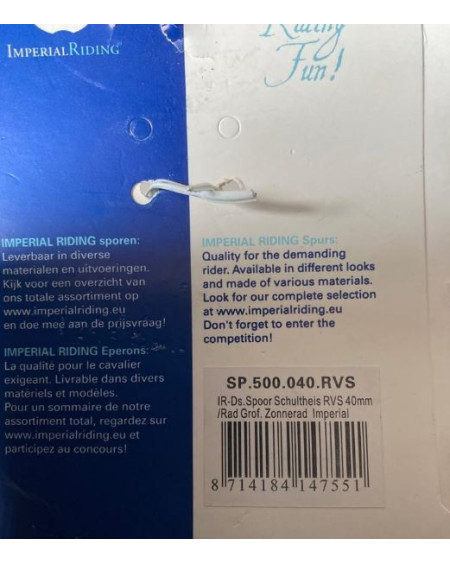 IMPERIALRIDING®
Riding
Fun!
IMPERIAL RIDING sporen:
Leverbaar in diverse
materialen en uitvoeringen.
Kijk voor een overzicht van
ons totale assortiment op
www.imperialriding.eu
en doe mee aan de prijsvraag!
IMPERIAL RIDING Eperons:
La qualité pour le cavalier
exigeant. Livrable dans divers
matériels et modèles.
Pour un sommaire de notre
assortiment total, regardez sur
www.imperialriding.eu et
participez au concours!
IMPERIAL RIDING Spurs:
Quality for the demanding
rider. Available in different looks
and made of various materials.
Look for our complete selection
at www.imperialriding.eu
Don't forget to enter the
competition!
SP.500.040.RVS
IR-Ds.Spoor Schultheis RVS 40mm
/Rad Grof. Zonnerad Imperial
8 714184 147551